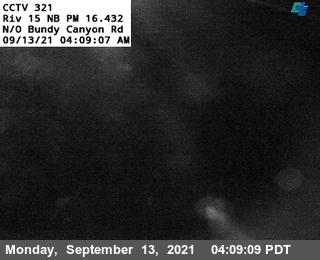 CCTV 321
Riv 15 NB PM 16.432
N/O Bundy Canyon Rd
09/13/21 04:09:07 AM
Monday, September 13, 2021 04:09:09 PDT